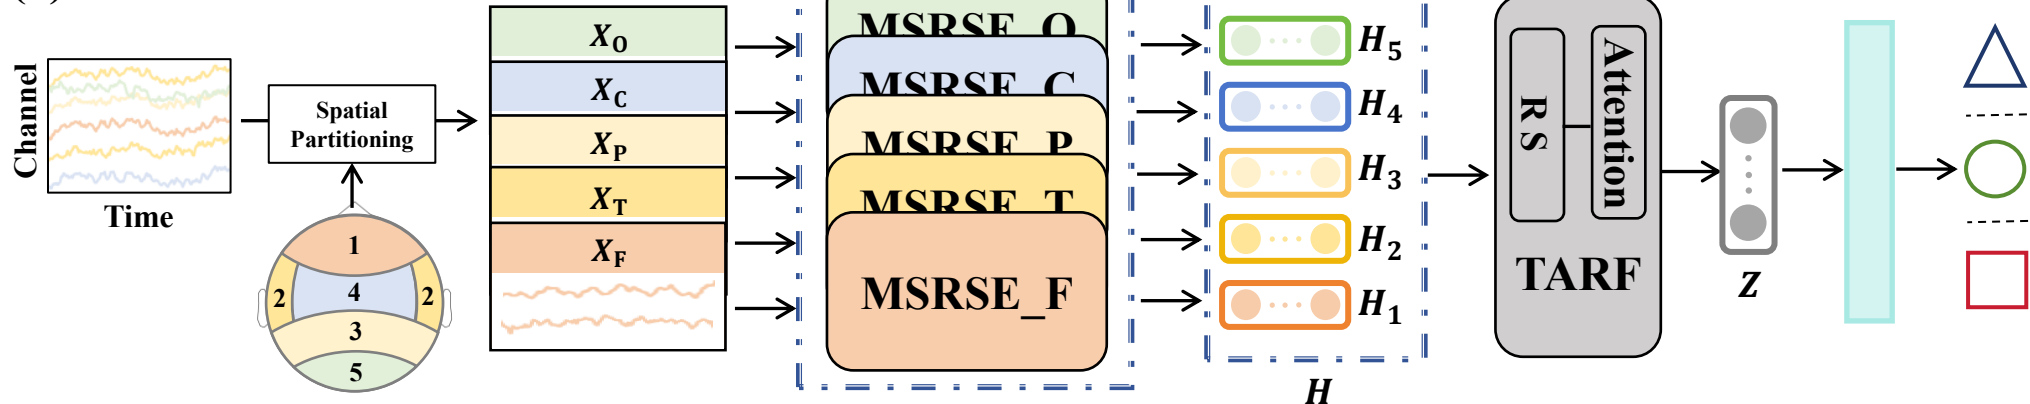 Channel
Time
Spatial
Partitioning
1
2
4
2
3
5
X_O
X_C
X_P
X_T
X_F
MSRSE_O
MSRSE_C
MSRSE_P
MSRSE_T
MSRSE_F
H_5
H_4
H_3
H_2
H_1
H
RS
Attention
TARF
Z